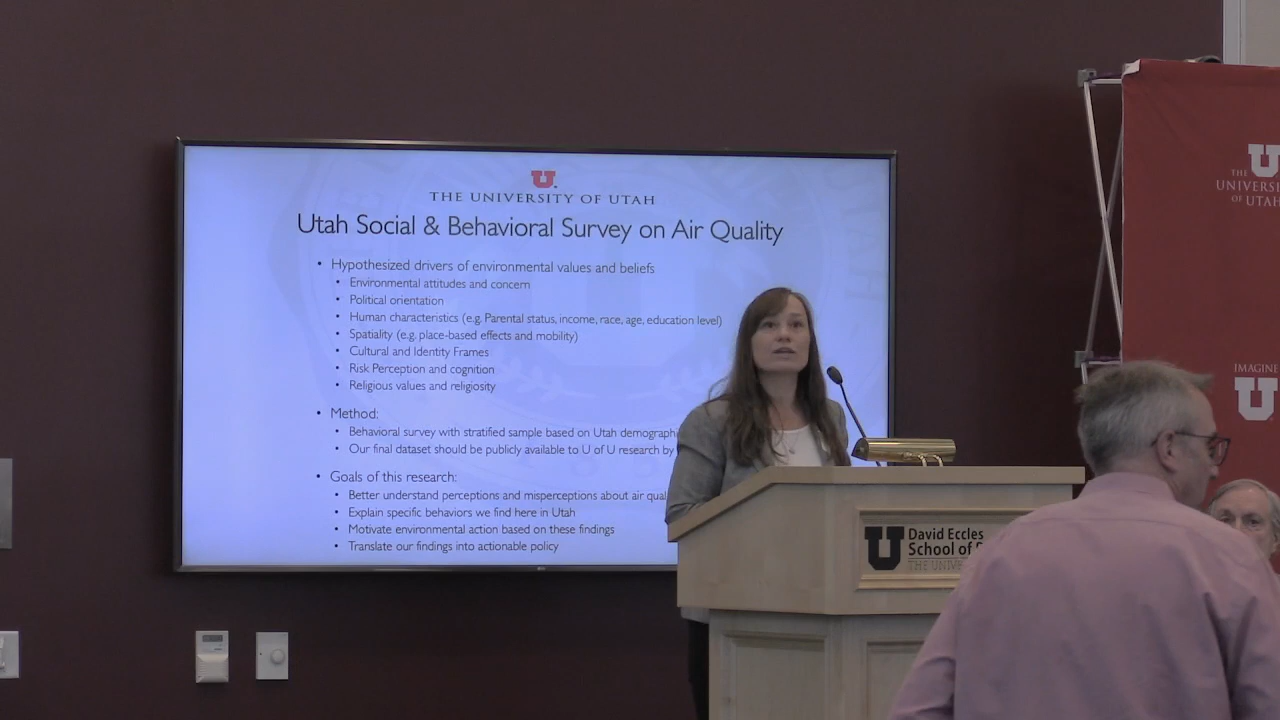 U
THE UNIVERSITY OF UTAH
Utah Social & Behavioral Survey on Air Quality
• Hypothesized drivers of environmental values and beliefs
• Environmental attitudes and concern
• Political orientation
• Human characteristics (e.g. Parental status, income, race, age, education level)
• Spatiality (e.g. place-based effects and mobility)
• Cultural and Identity Frames
• Risk Perception and cognition
• Religious values and religiosity
• Method:
• Behavioral survey with stratified sample based on Utah
• Our final dataset should be publicly available to U of U research by
• Goals of this research:
• Better understand perceptions and misperceptions about air
• Explain specific behaviors we find here in Utah
• Motivate environmental action based on these findings
• Translate our findings into actionable policy
U
David Eccles
School of
THE
U
THE
OF UTAH
IMAGINE
U